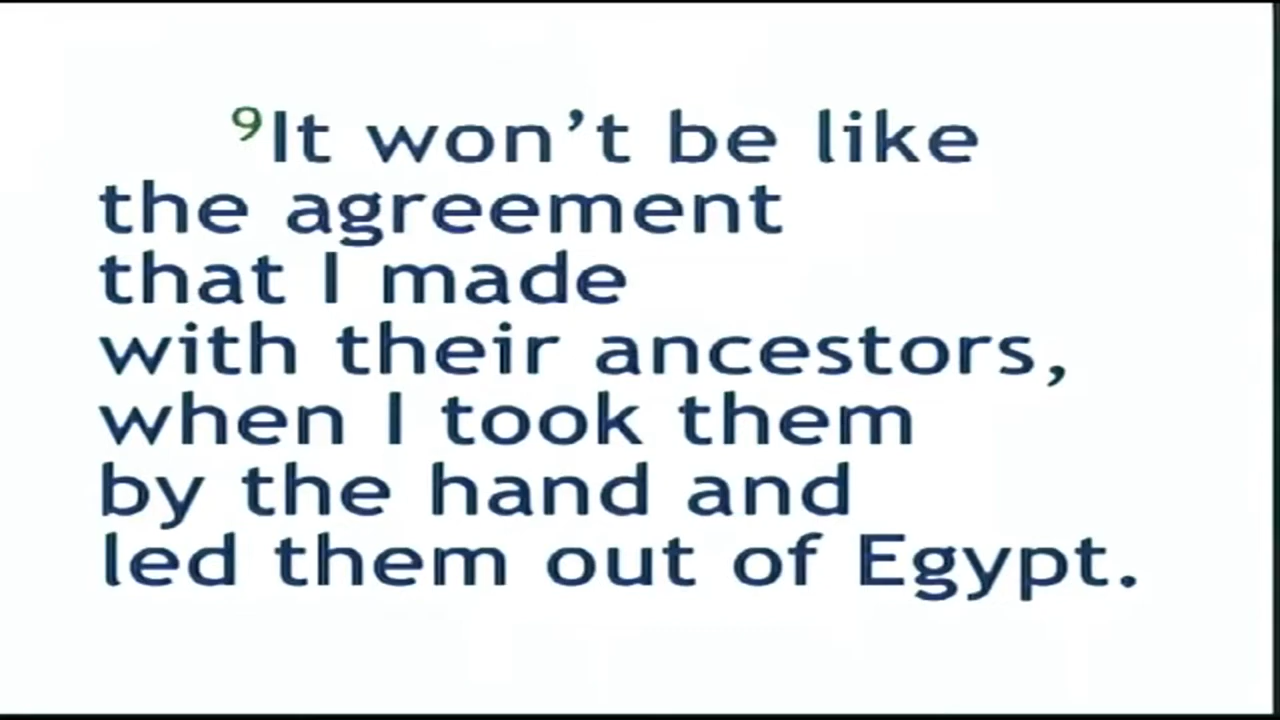 ⁹It won’t be like
the agreement
that I made
with their ancestors,
when I took them
by the hand and
led them out of Egypt.